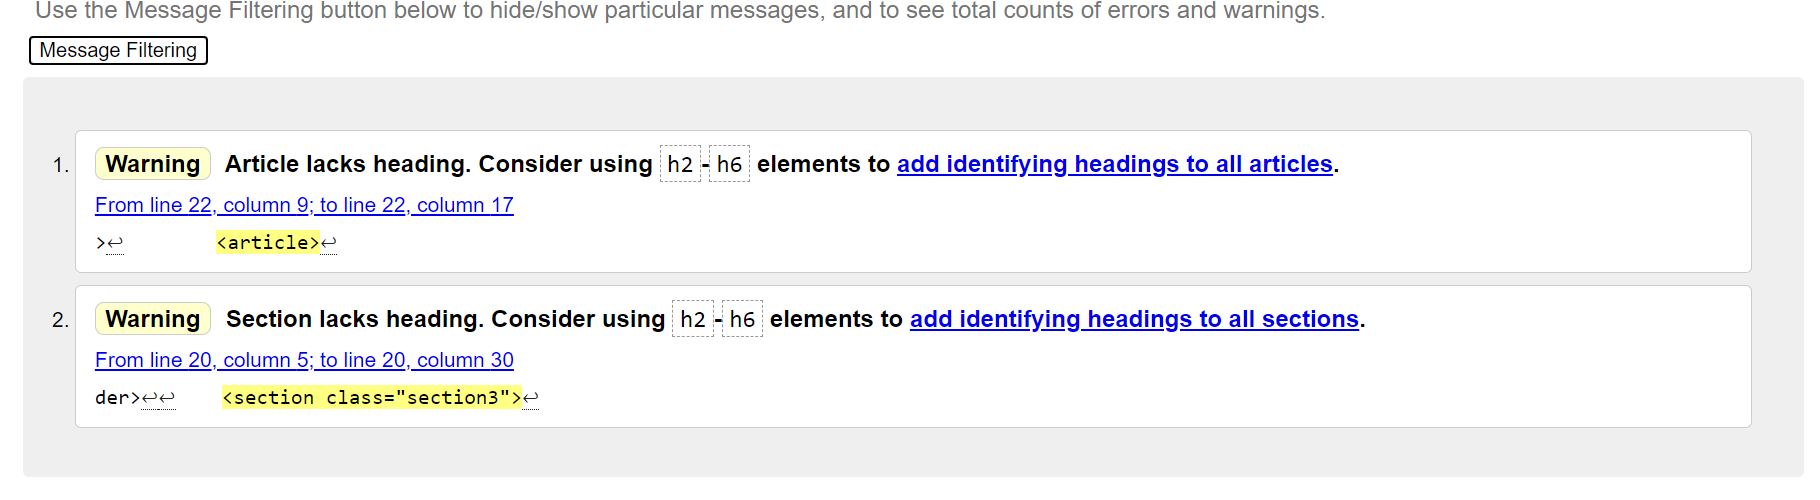 Use the Message Filtering button below to hide/show particular messages, and to see total counts of errors and warnings.
Message Filtering
1. Warning Article lacks heading. Consider using h2-h6 elements to add identifying headings to all articles.
From line 22, column 9; to line 22, column 17
>↩ <article>↩
2. Warning Section lacks heading. Consider using h2-h6 elements to add identifying headings to all sections.
From line 20, column 5; to line 20, column 30
der>↩↩ <section class="section3">↩